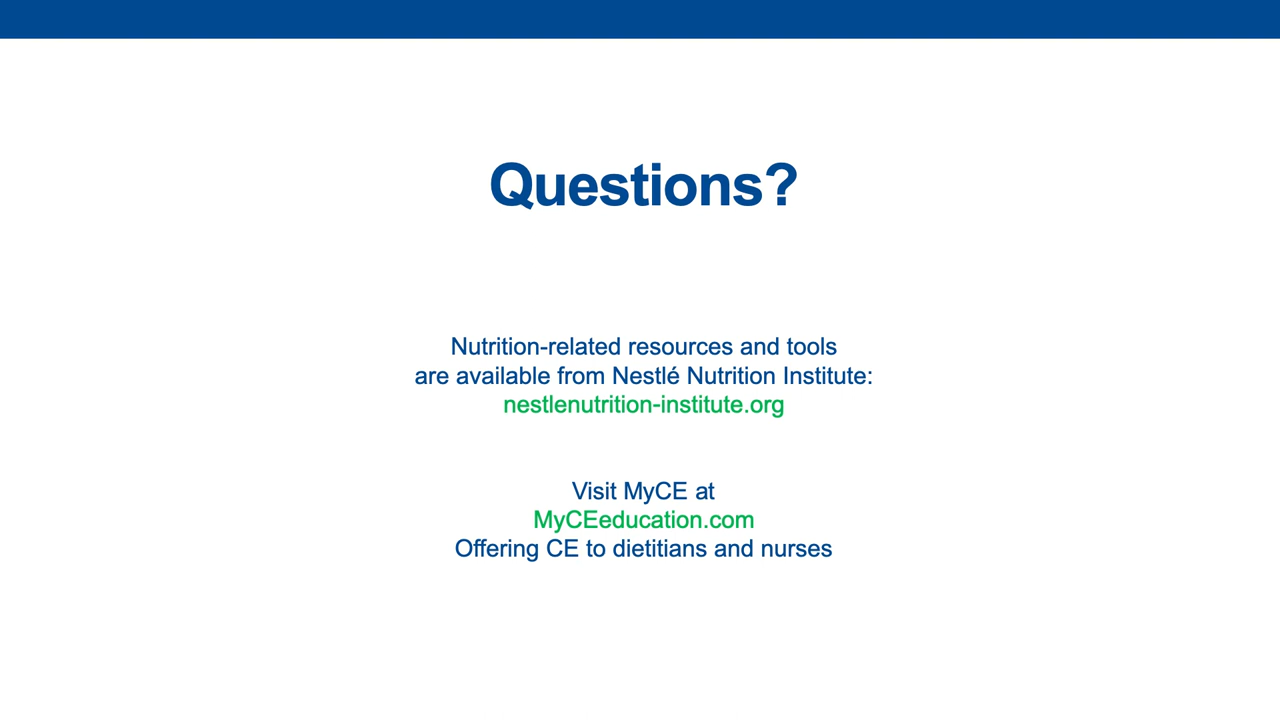 Questions?
Nutrition-related resources and tools
are available from Nestlé Nutrition Institute:
nestlenutrition-institute.org
Visit MyCE at
MyCEeducation.com
Offering CE to dietitians and nurses